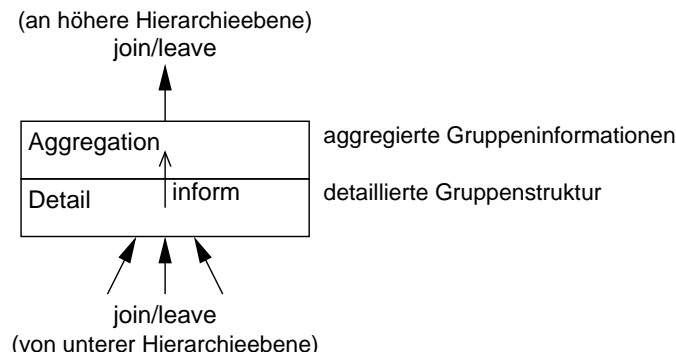 (an höhere Hierarchieebene)
join/leave
Aggregation
aggregierte Gruppeninformationen
Detail
inform
detaillierte Gruppenstruktur
join/leave
(von unterer Hierarchieebene)